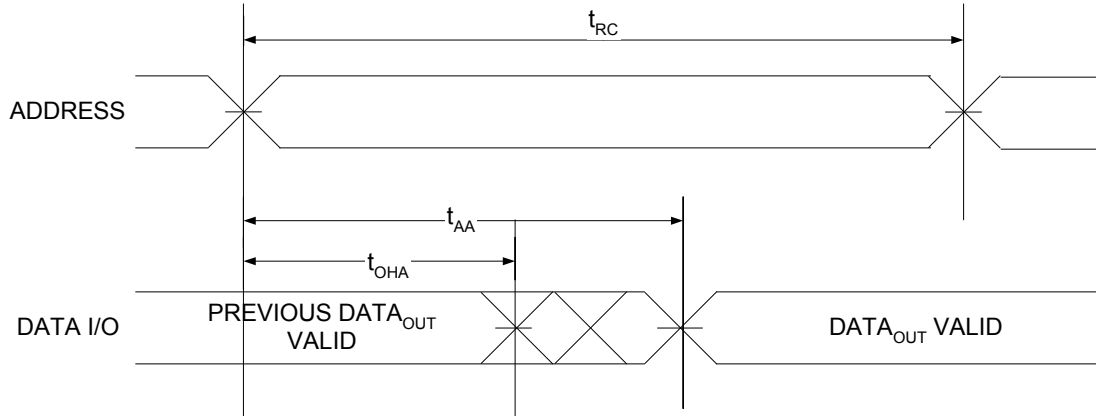 tRC
ADDRESS
tAA
tOHA
DATA I/O
PREVIOUS DATAOUT
VALID
DATAOUT VALID